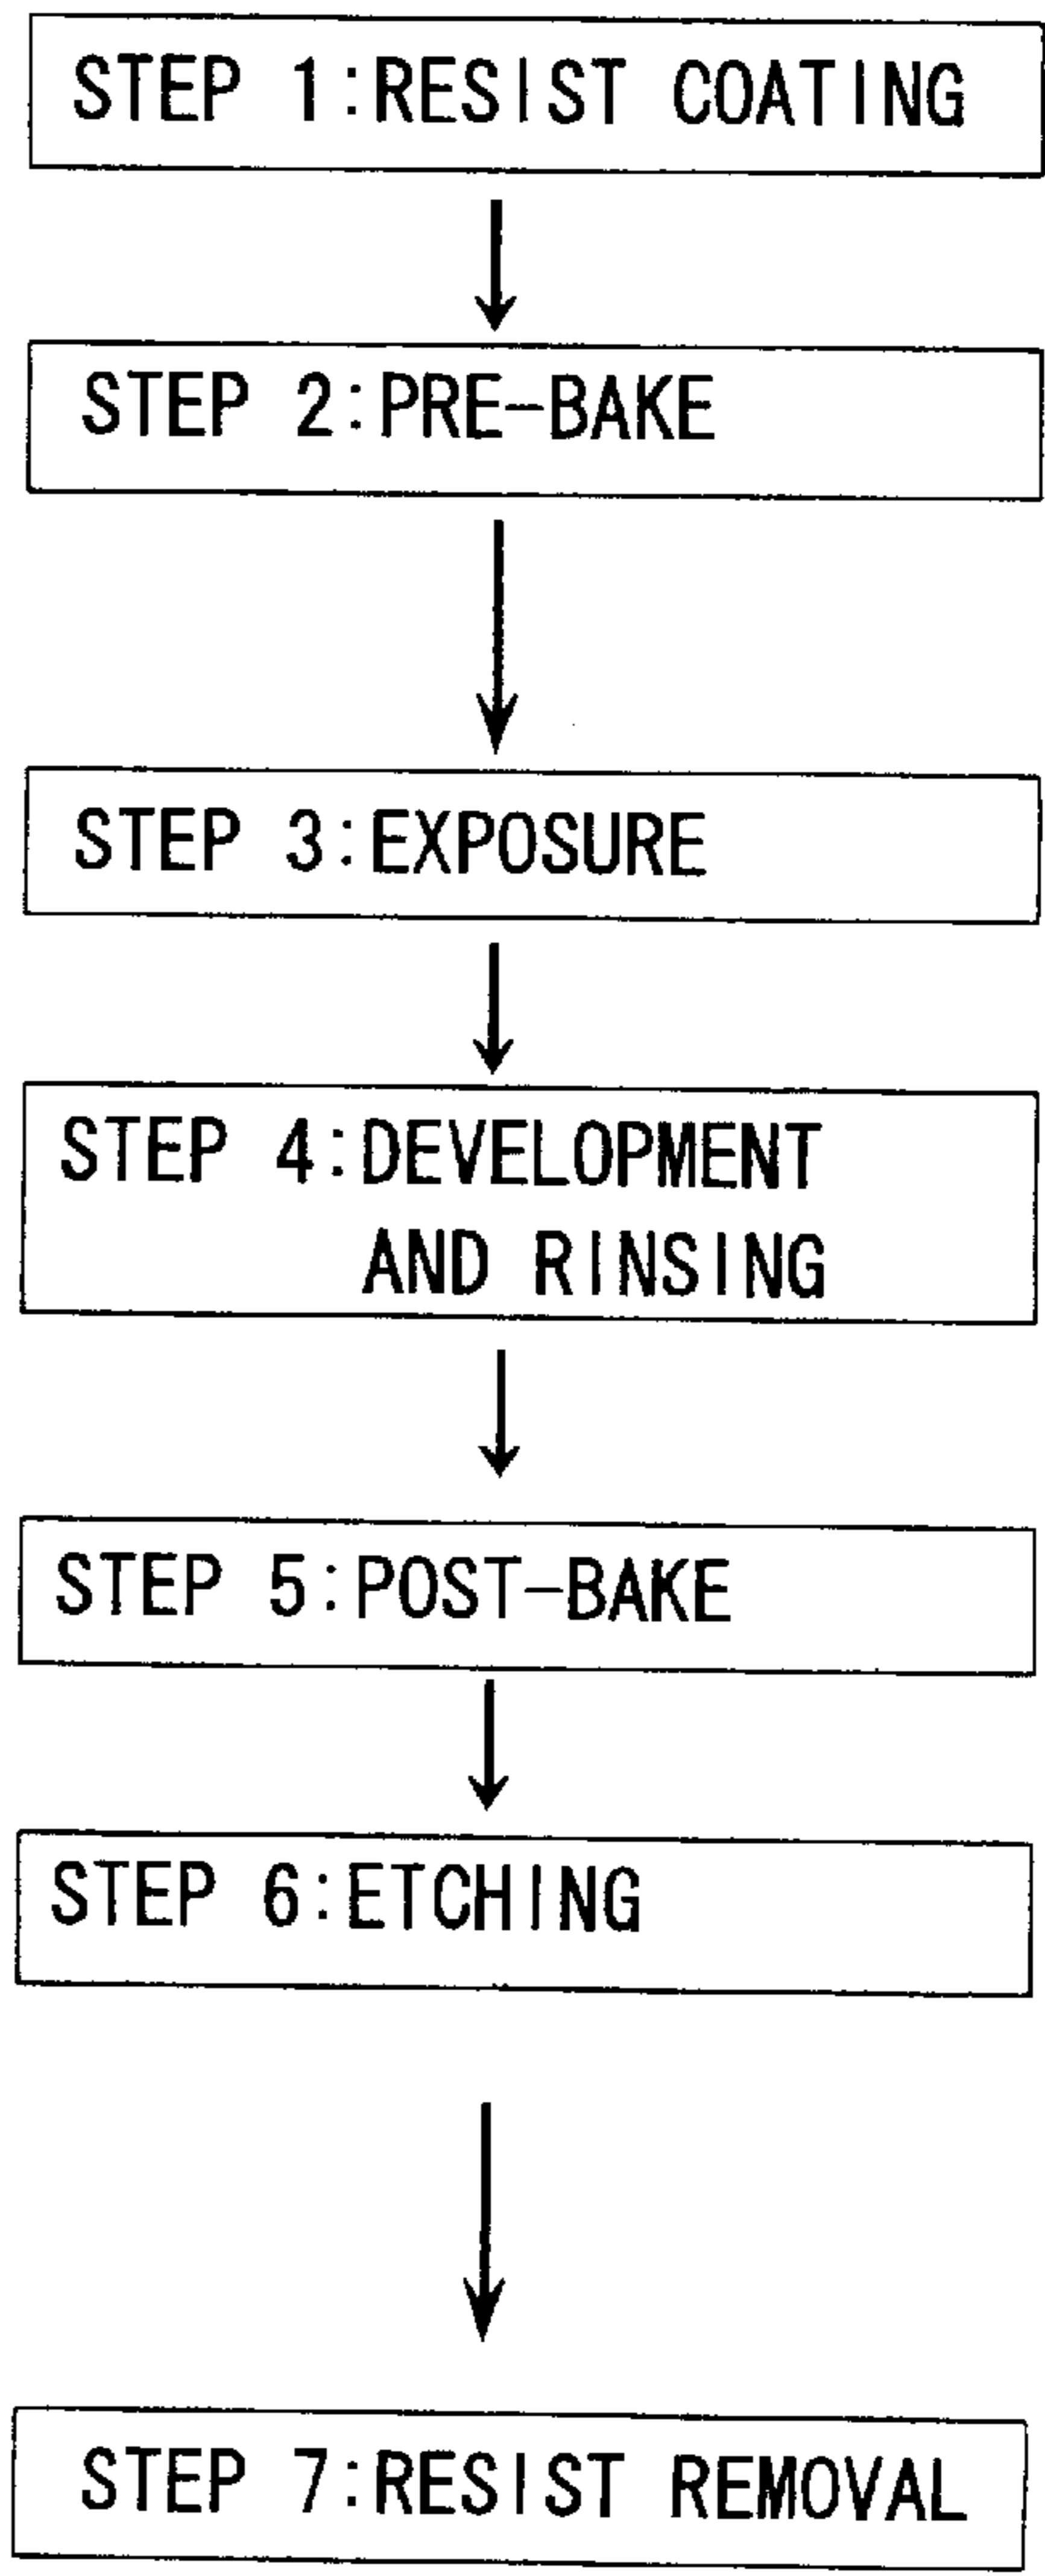 STEP 1:RESIST COATING
STEP 2:PRE-BAKE
STEP 3:EXPOSURE
STEP 4:DEVELOPMENT
AND RINSING
STEP 5:POST-BAKE
STEP 6:ETCHING
STEP 7:RESIST REMOVAL